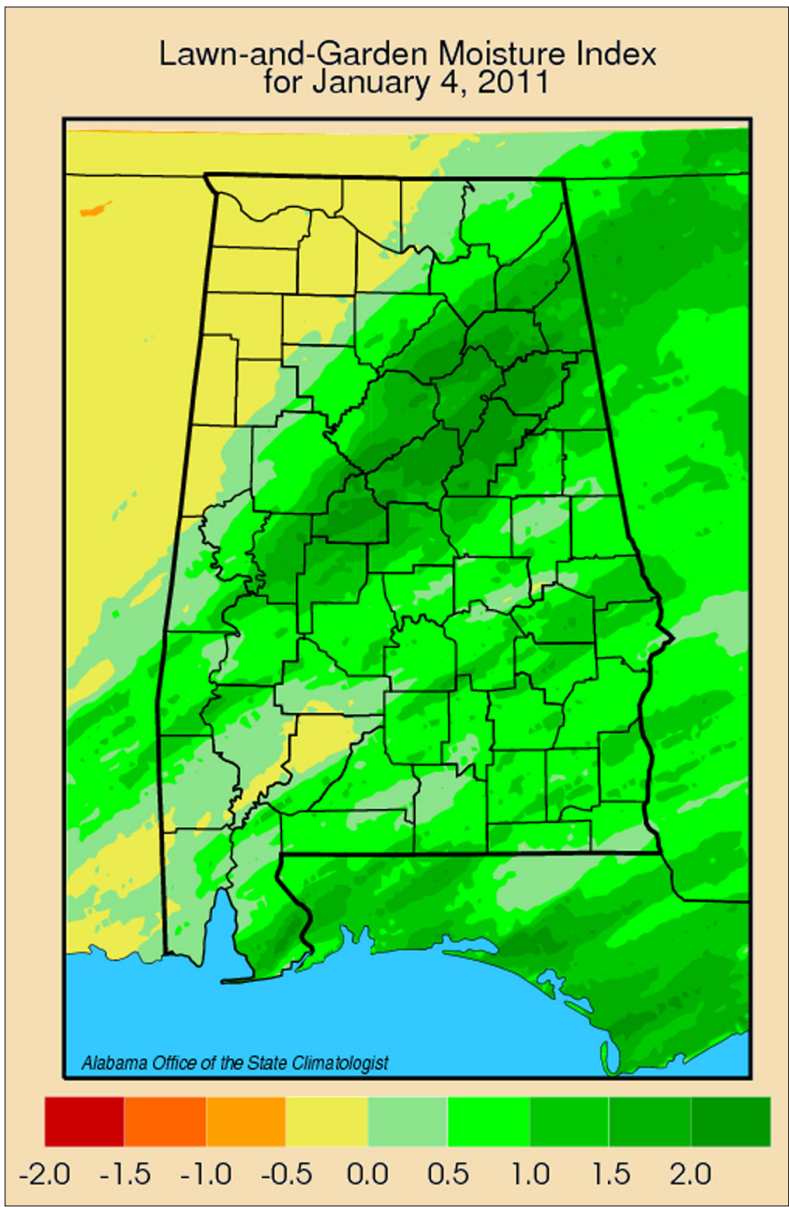 Lawn-and-Garden Moisture Index
for January 4, 2011
Alabama Office of the State Climatologist
-2.0 -1.5 -1.0 -0.5 0.0 0.5 1.0 1.5 2.0